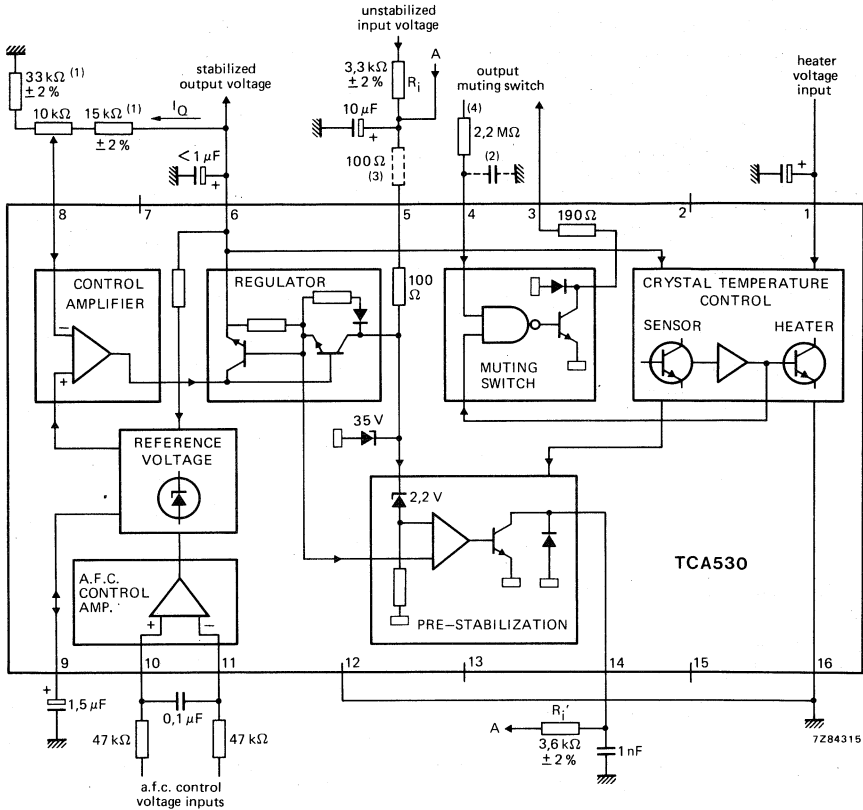 unstabilized
input voltage
A
33 kΩ (1)
± 2%
stabilized
output voltage
3,3 kΩ
± 2%
Ri
output
muting switch
heater
voltage
input
10 kΩ
15 kΩ (1)
± 2%
IQ
10 μF
+
(4)
2,2 MΩ
< 1 μF
+
100 Ω
(3)
(2)
+
8
7
6
5
4
3
2
1
190 Ω
CONTROL
AMPLIFIER
REGULATOR
100
Ω
CRYSTAL TEMPERATURE
CONTROL
SENSOR
HEATER
−
+
MUTING
SWITCH
35 V
REFERENCE
VOLTAGE
2,2 V
TCA530
A.F.C.
CONTROL
AMP.
+
−
PRE-STABILIZATION
9
10
11
12
13
14
15
16
+
1,5 μF
0,1 μF
47 kΩ
47 kΩ
A
Ri'
3,6 kΩ
± 2%
1 nF
7Z84315
a.f.c. control
voltage inputs